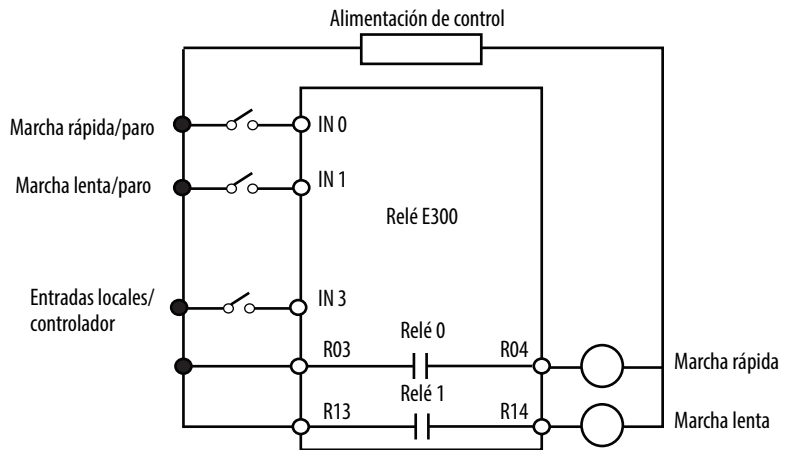 Alimentación de control
Marcha rápida/paro
IN 0
Marcha lenta/paro
IN 1
Relé E300
Entradas locales/
controlador
IN 3
Relé 0
R03
R04
Marcha rápida
Relé 1
R13
R14
Marcha lenta